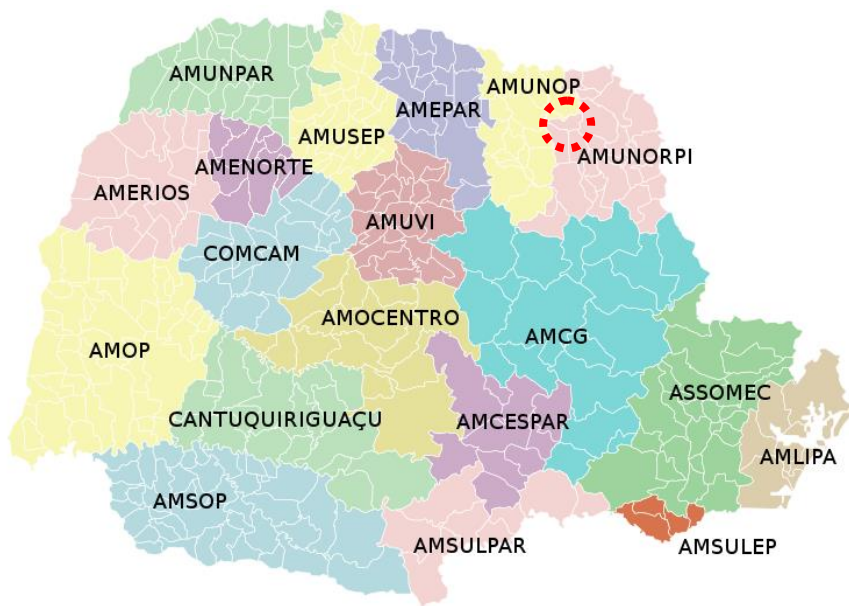 AMUNPAR
AMUNOP
AMEPAR
AMUSEP
AMENORTE
AMUNORPI
AMERIOS
AMUVI
COMCAM
AMOCENTRO
AMCG
AMOP
ASSOMEC
CANTUQUIRIGUAÇU
AMCESPAR
AMLIPA
AMSOP
AMSULPAR
AMSULEP